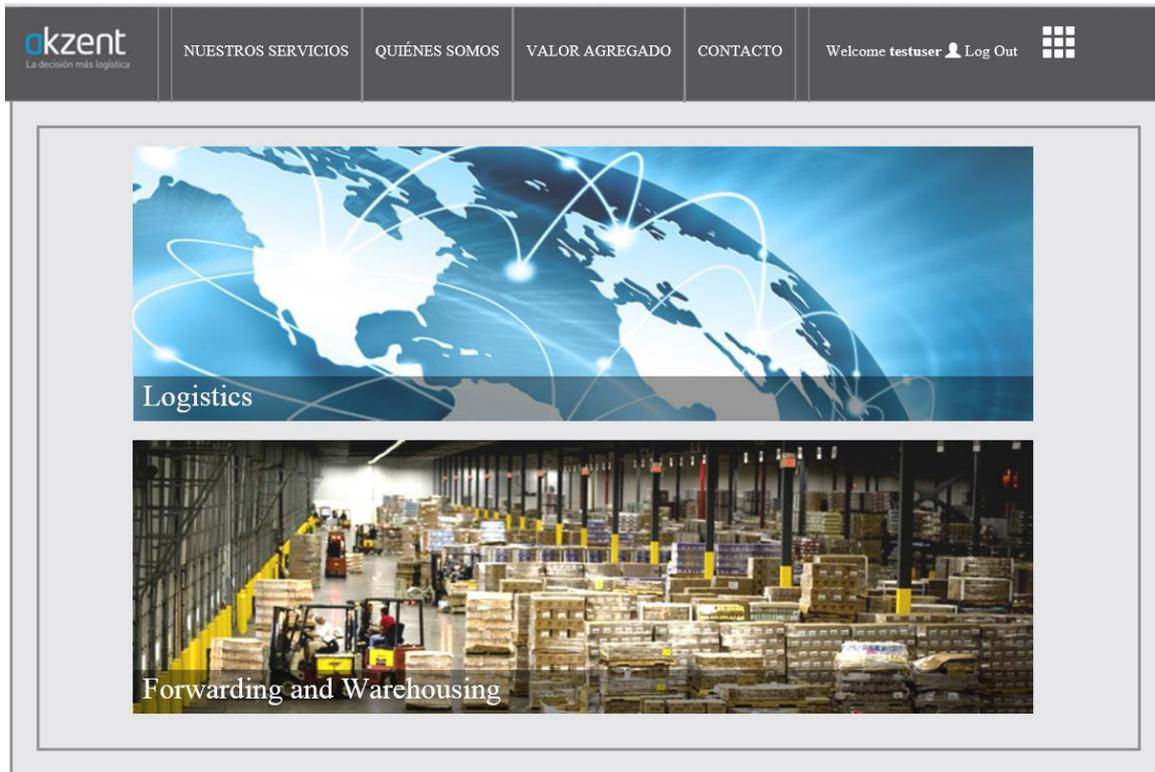 akzent
La decisión más logística
NUESTROS SERVICIOS
QUIÉNES SOMOS
VALOR AGREGADO
CONTACTO
Welcome testuser Log Out
Logistics
Forwarding and Warehousing